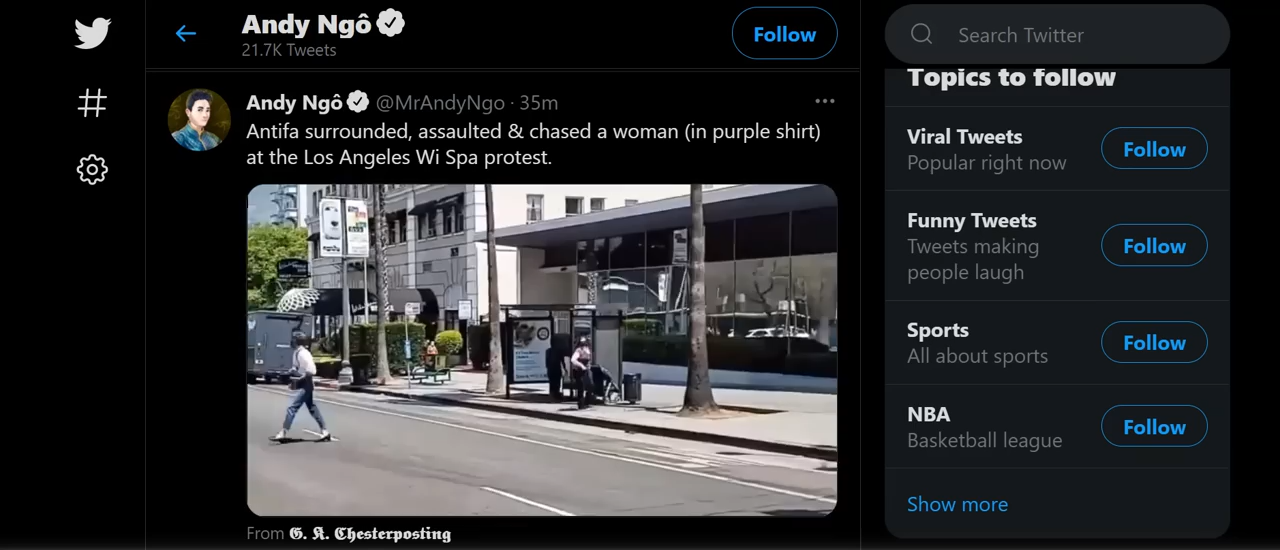 Andy Ngô
21.7K Tweets
Follow
Andy Ngô @MrAndyNgo · 35m
Antifa surrounded, assaulted & chased a woman (in purple shirt)
at the Los Angeles Wi Spa protest.
From 𝕲. 𝕶. 𝕮𝖍𝖊𝖘𝖙𝖊𝖗𝖕𝖔𝖘𝖙𝖎𝖓𝖌
Search Twitter
Topics to follow
Viral Tweets
Popular right now
Follow
Funny Tweets
Tweets making
people laugh
Follow
Sports
All about sports
Follow
NBA
Basketball league
Follow
Show more